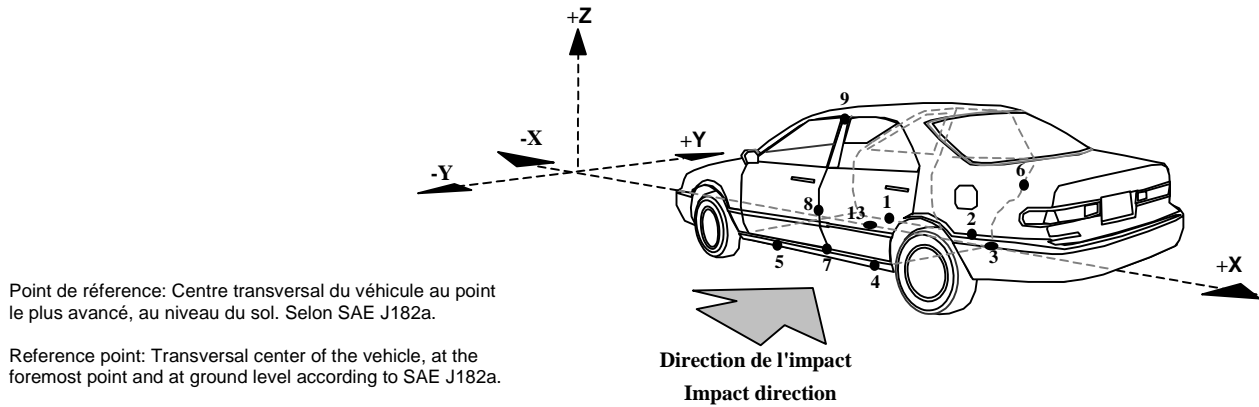 +Z
9
-X
+Y
-Y
6
8
13
1
2
3
5
7
4
+X
Point de réference: Centre transversal du véhicule au point
le plus avancé, au niveau du sol. Selon SAE J182a.
Reference point: Transversal center of the vehicle, at the
foremost point and at ground level according to SAE J182a.
Direction de l'impact
Impact direction